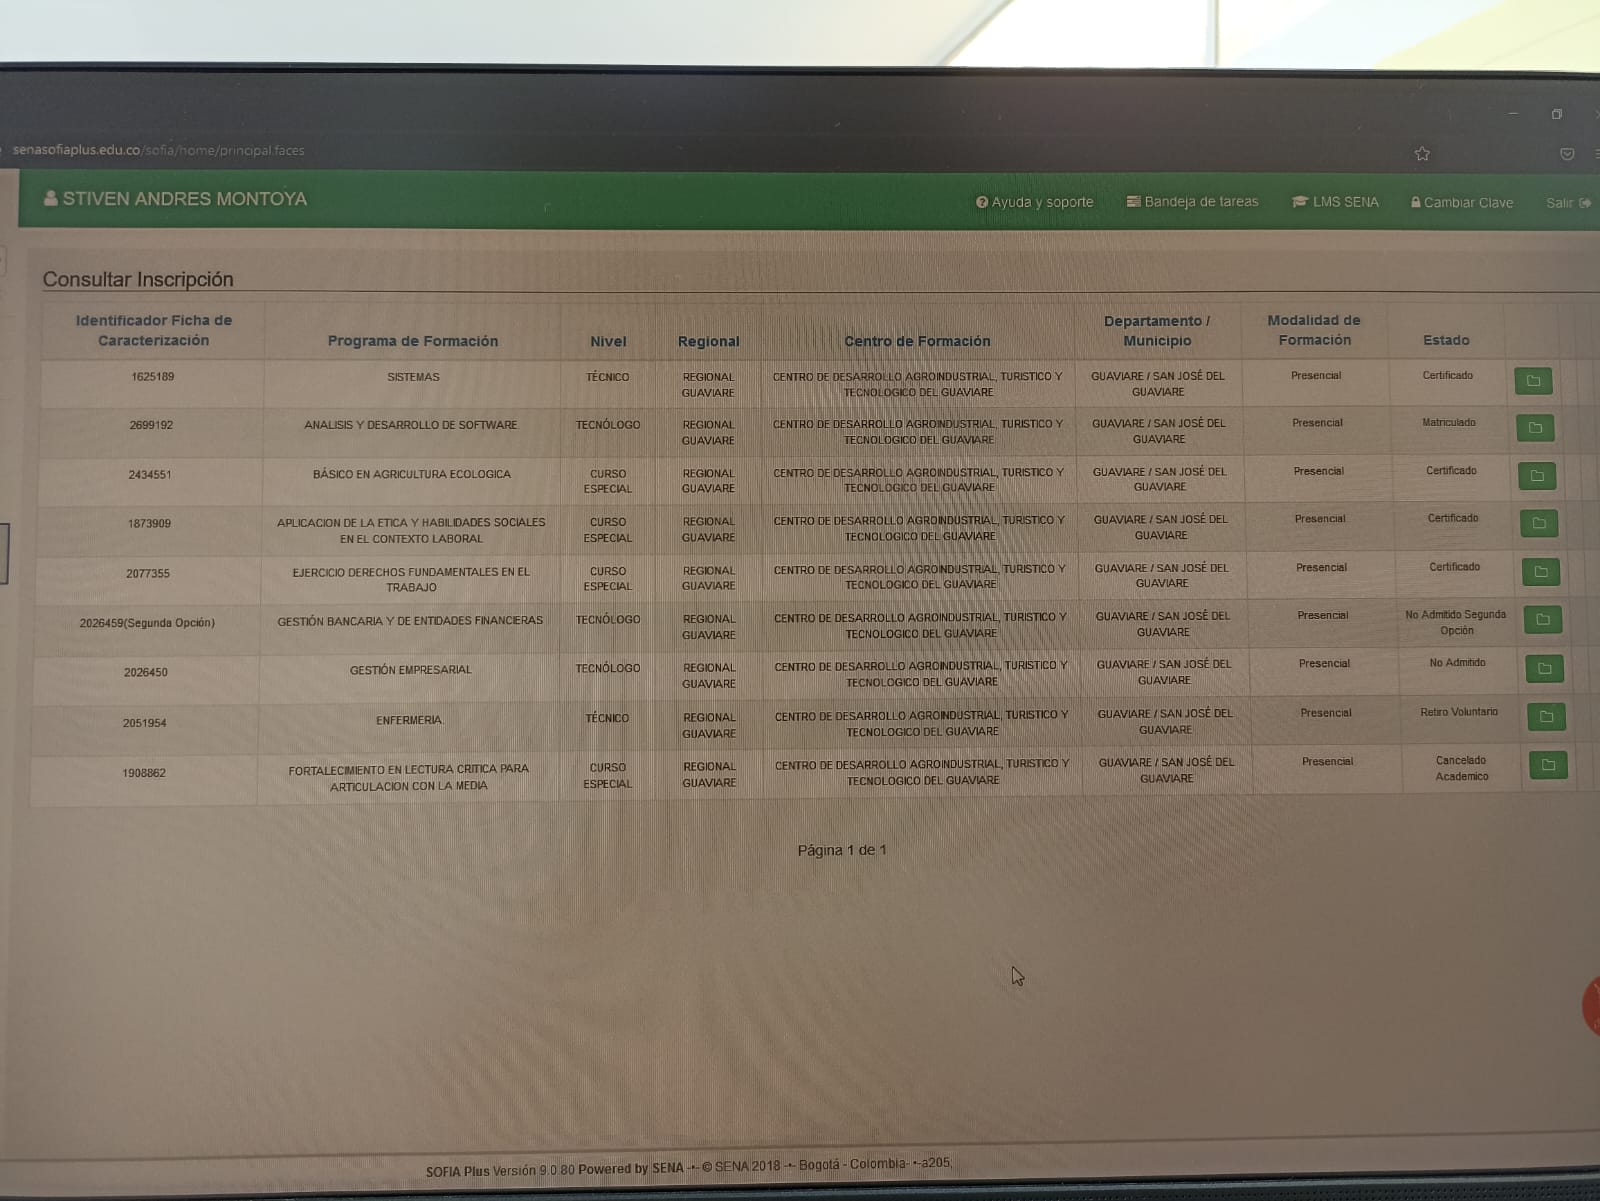 senasofiaplus.edu.co/sofia/home/principal.faces
STIVEN ANDRES MONTOYA
Ayuda y soporte
Bandeja de tareas
LMS SENA
Cambiar Clave
Salir
Consultar Inscripción
Identificador Ficha de
Caracterización
Programa de Formación
Nivel
Regional
Centro de Formación
Departamento /
Municipio
Modalidad de
Formación
Estado
1625189
SISTEMAS
TÉCNICO
REGIONAL
GUAVIARE
CENTRO DE DESARROLLO AGROINDUSTRIAL, TURISTICO Y
TECNOLOGICO DEL GUAVIARE
GUAVIARE / SAN JOSÉ DEL
GUAVIARE
Presencial
Certificado
2699192
ANALISIS Y DESARROLLO DE SOFTWARE.
TECNÓLOGO
REGIONAL
GUAVIARE
CENTRO DE DESARROLLO AGROINDUSTRIAL, TURISTICO Y
TECNOLOGICO DEL GUAVIARE
GUAVIARE / SAN JOSÉ DEL
GUAVIARE
Presencial
Matriculado
2434551
BÁSICO EN AGRICULTURA ECOLOGICA
CURSO
ESPECIAL
REGIONAL
GUAVIARE
CENTRO DE DESARROLLO AGROINDUSTRIAL, TURISTICO Y
TECNOLOGICO DEL GUAVIARE
GUAVIARE / SAN JOSÉ DEL
GUAVIARE
Presencial
Certificado
1873909
APLICACION DE LA ETICA Y HABILIDADES SOCIALES
EN EL CONTEXTO LABORAL
CURSO
ESPECIAL
REGIONAL
GUAVIARE
CENTRO DE DESARROLLO AGROINDUSTRIAL, TURISTICO Y
TECNOLOGICO DEL GUAVIARE
GUAVIARE / SAN JOSÉ DEL
GUAVIARE
Presencial
Certificado
2077355
EJERCICIO DERECHOS FUNDAMENTALES EN EL
TRABAJO
CURSO
ESPECIAL
REGIONAL
GUAVIARE
CENTRO DE DESARROLLO AGROINDUSTRIAL, TURISTICO Y
TECNOLOGICO DEL GUAVIARE
GUAVIARE / SAN JOSÉ DEL
GUAVIARE
Presencial
Certificado
2026459(Segunda Opción)
GESTIÓN BANCARIA Y DE ENTIDADES FINANCIERAS
TECNÓLOGO
REGIONAL
GUAVIARE
CENTRO DE DESARROLLO AGROINDUSTRIAL, TURISTICO Y
TECNOLOGICO DEL GUAVIARE
GUAVIARE / SAN JOSÉ DEL
GUAVIARE
Presencial
No Admitido Segunda
Opción
2026450
GESTIÓN EMPRESARIAL
TECNÓLOGO
REGIONAL
GUAVIARE
CENTRO DE DESARROLLO AGROINDUSTRIAL, TURISTICO Y
TECNOLOGICO DEL GUAVIARE
GUAVIARE / SAN JOSÉ DEL
GUAVIARE
Presencial
No Admitido
2051954
ENFERMERIA.
TÉCNICO
REGIONAL
GUAVIARE
CENTRO DE DESARROLLO AGROINDUSTRIAL, TURISTICO Y
TECNOLOGICO DEL GUAVIARE
GUAVIARE / SAN JOSÉ DEL
GUAVIARE
Presencial
Retiro Voluntario
1908862
FORTALECIMIENTO EN LECTURA CRITICA PARA
ARTICULACION CON LA MEDIA
CURSO
ESPECIAL
REGIONAL
GUAVIARE
CENTRO DE DESARROLLO AGROINDUSTRIAL, TURISTICO Y
TECNOLOGICO DEL GUAVIARE
GUAVIARE / SAN JOSÉ DEL
GUAVIARE
Presencial
Cancelado
Academico
Página 1 de 1
SOFIA Plus Versión 9.0.80 Powered by SENA -•- © SENA 2018 -•- Bogotá - Colombia- •-a205;